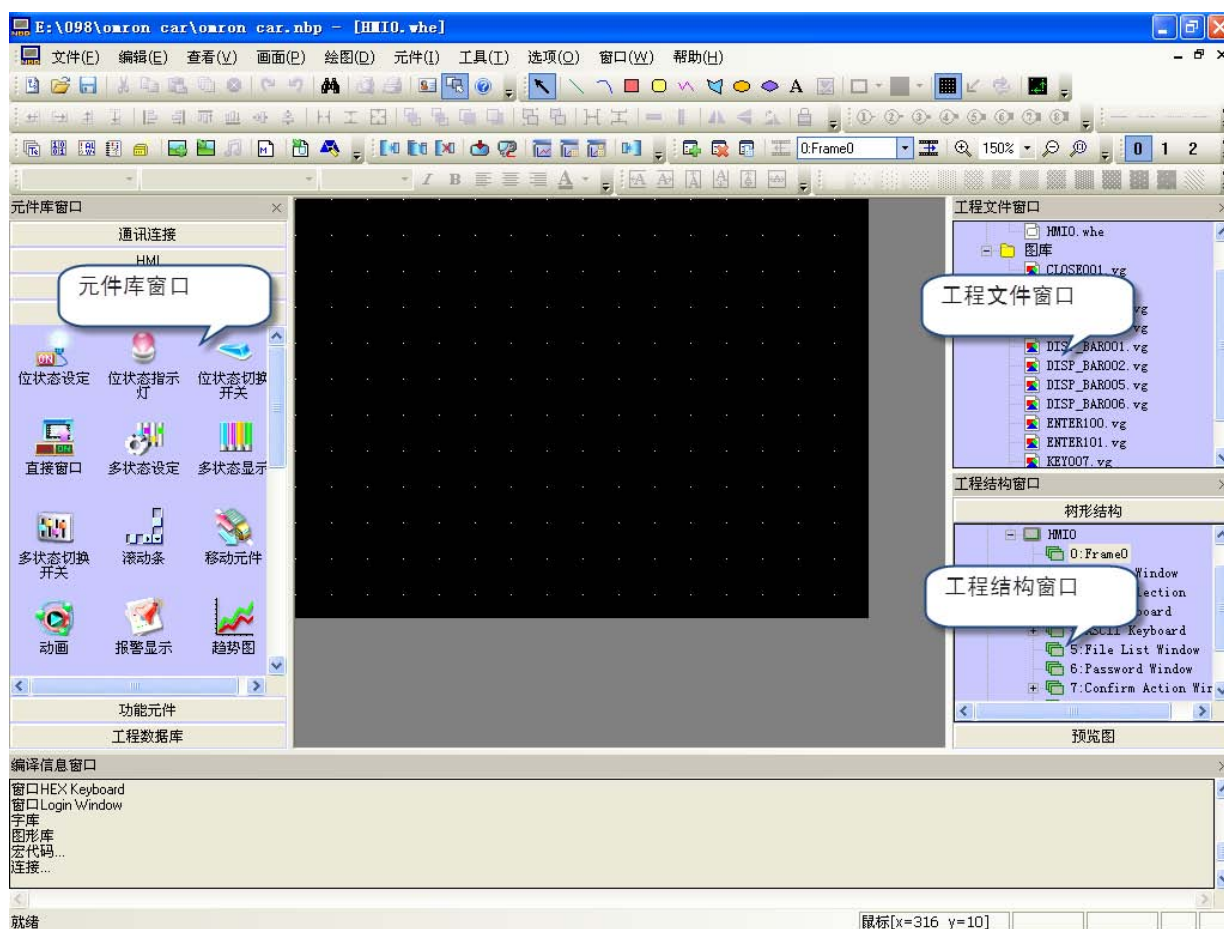 E:\098\omron car\omron car.nbp - [HMI0.whe]
文件(F) 编辑(E) 查看(V) 画面(P) 绘图(D) 元件(I) 工具(T) 选项(O) 窗口(W) 帮助(H)
0:Frame0 150% 0 1 2
元件库窗口
通讯连接
HMI
元件库窗口
位状态设定 位状态指示灯 位状态切换开关
直接窗口 多状态设定 多状态显示
多状态切换开关 滚动条 移动元件
动画 报警显示 趋势图
功能元件
工程数据库
工程文件窗口
HMI0.whe
图库
CLOSE001.vg
工程文件窗口
DISP_BAR001.vg
DISP_BAR002.vg
DISP_BAR005.vg
DISP_BAR006.vg
ENTER100.vg
ENTER101.vg
KEY007.vg
工程结构窗口
树形结构
HMI0
0:Frame0
Window
工程结构窗口
ASCII Keyboard
5:File List Window
6:Password Window
7:Confirm Action Wir
预览图
编译信息窗口
窗口HEX Keyboard
窗口Login Window
字库
图形库
宏代码...
连接...
就绪
鼠标[x=316 y=10]